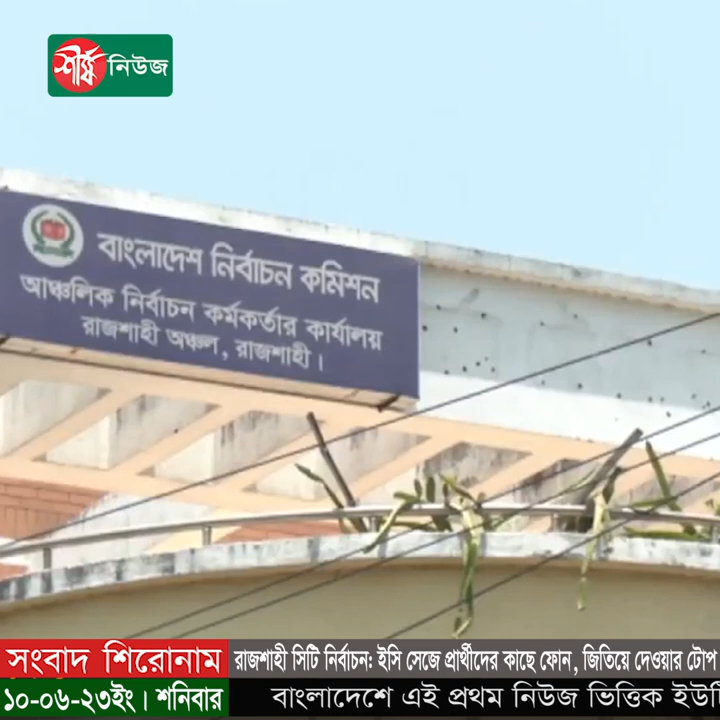 শীর্ষ নিউজ
বাংলাদেশ নির্বাচন কমিশন
আঞ্চলিক নির্বাচন কর্মকর্তার কার্যালয়
রাজশাহী অঞ্চল, রাজশাহী।
সংবাদ শিরোনাম রাজশাহী সিটি নির্বাচন: ইসি সেজে প্রার্থীদের কাছে ফোন, জিতিয়ে দেওয়ার টোপ
১০-০৬-২৩ইং। শনিবার বাংলাদেশে এই প্রথম নিউজ ভিত্তিক ইউটি